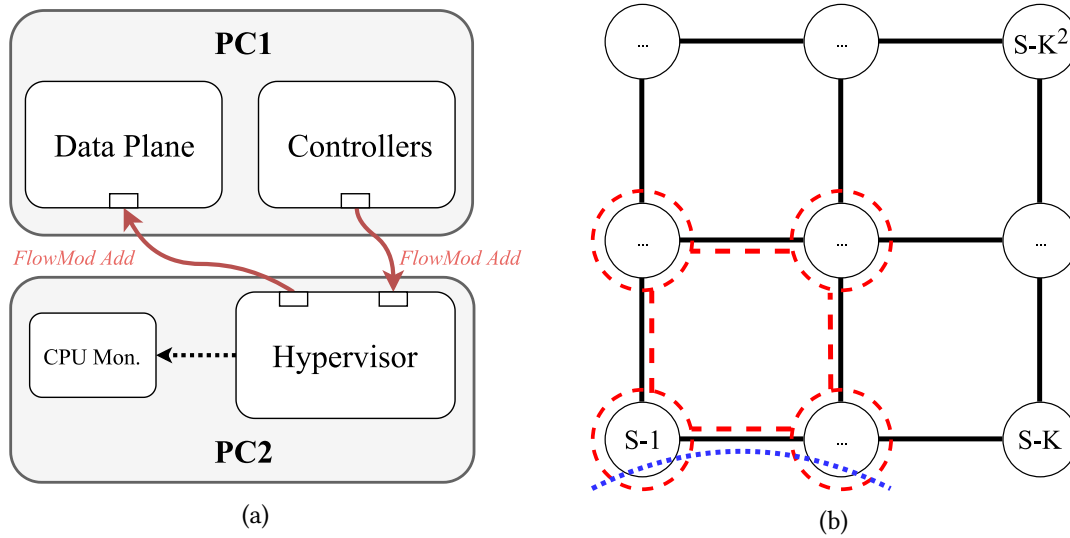 PC1
Data Plane
Controllers
FlowMod Add
FlowMod Add
CPU Mon.
Hypervisor
PC2
(a)
...
...
S-K²
...
...
...
S-1
...
S-K
(b)